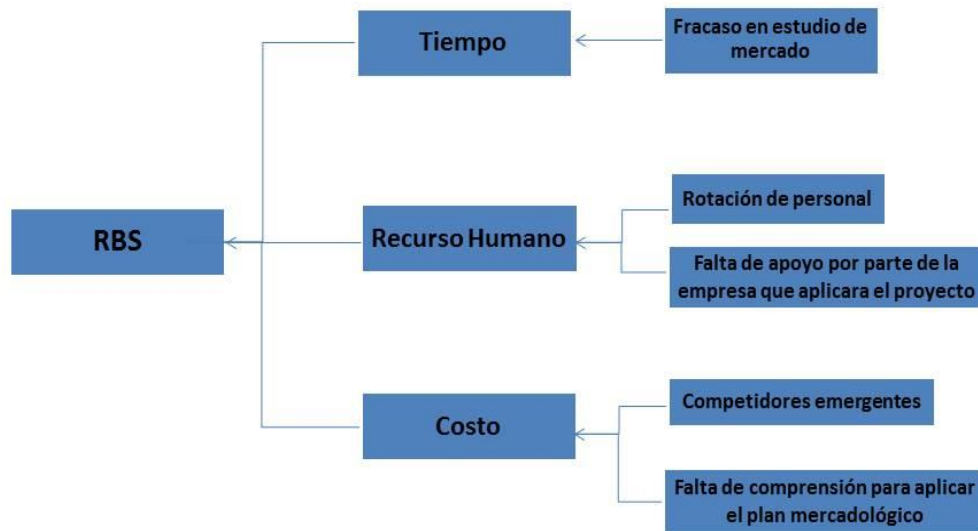 Tiempo
Fracaso en estudio de
mercado
RBS
Recurso Humano
Rotación de personal
Falta de apoyo por parte de la
empresa que aplicara el proyecto
Costo
Competidores emergentes
Falta de comprensión para aplicar
el plan mercadológico